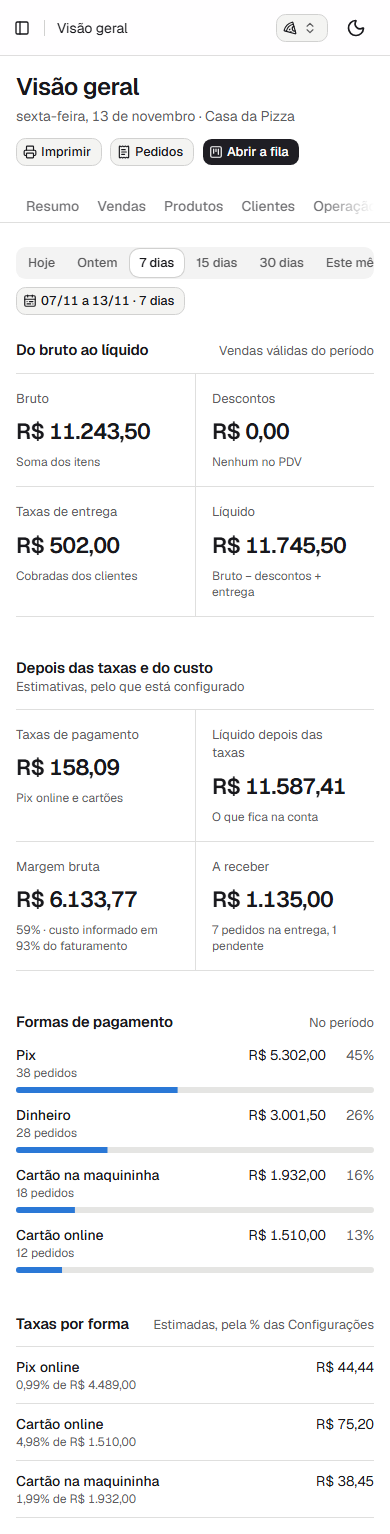 Visão geral
Visão geral
sexta-feira, 13 de novembro · Casa da Pizza
Imprimir
Pedidos
Abrir a fila
Resumo Vendas Produtos Clientes Operaçã
Hoje Ontem 7 dias 15 dias 30 dias Este mê
07/11 a 13/11 · 7 dias
Do bruto ao líquido
Vendas válidas do período
Bruto
R$ 11.243,50
Soma dos itens
Descontos
R$ 0,00
Nenhum no PDV
Taxas de entrega
R$ 502,00
Cobradas dos clientes
Líquido
R$ 11.745,50
Bruto – descontos +
entrega
Depois das taxas e do custo
Estimativas, pelo que está configurado
Taxas de pagamento
R$ 158,09
Pix online e cartões
Líquido depois das
taxas
R$ 11.587,41
O que fica na conta
Margem bruta
R$ 6.133,77
59% · custo informado em
93% do faturamento
A receber
R$ 1.135,00
7 pedidos na entrega, 1
pendente
Formas de pagamento
No período
Pix R$ 5.302,00 45%
38 pedidos
Dinheiro R$ 3.001,50 26%
28 pedidos
Cartão na maquininha R$ 1.932,00 16%
18 pedidos
Cartão online R$ 1.510,00 13%
12 pedidos
Taxas por forma
Estimadas, pela % das Configurações
Pix online R$ 44,44
0,99% de R$ 4.489,00
Cartão online R$ 75,20
4,98% de R$ 1.510,00
Cartão na maquininha R$ 38,45
1,99% de R$ 1.932,00